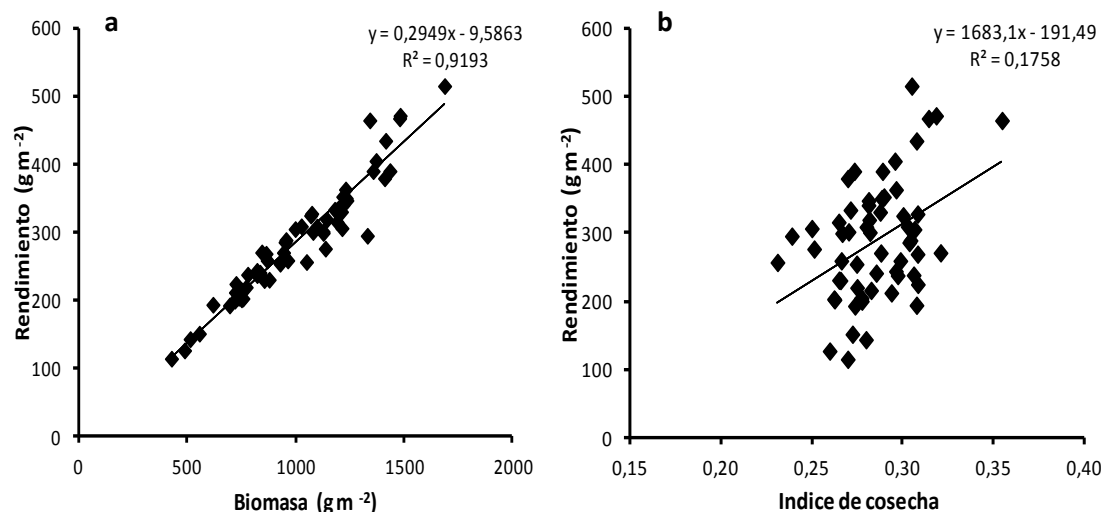 a
y = 0,2949x - 9,5863
R² = 0,9193
600
500
400
300
200
100
0
Rendimiento (g m⁻²)
0 500 1000 1500 2000
Biomasa (g m⁻²)
b
y = 1683,1x - 191,49
R² = 0,1758
600
500
400
300
200
100
0
Rendimiento (g m⁻²)
0,15 0,20 0,25 0,30 0,35 0,40
Indice de cosecha